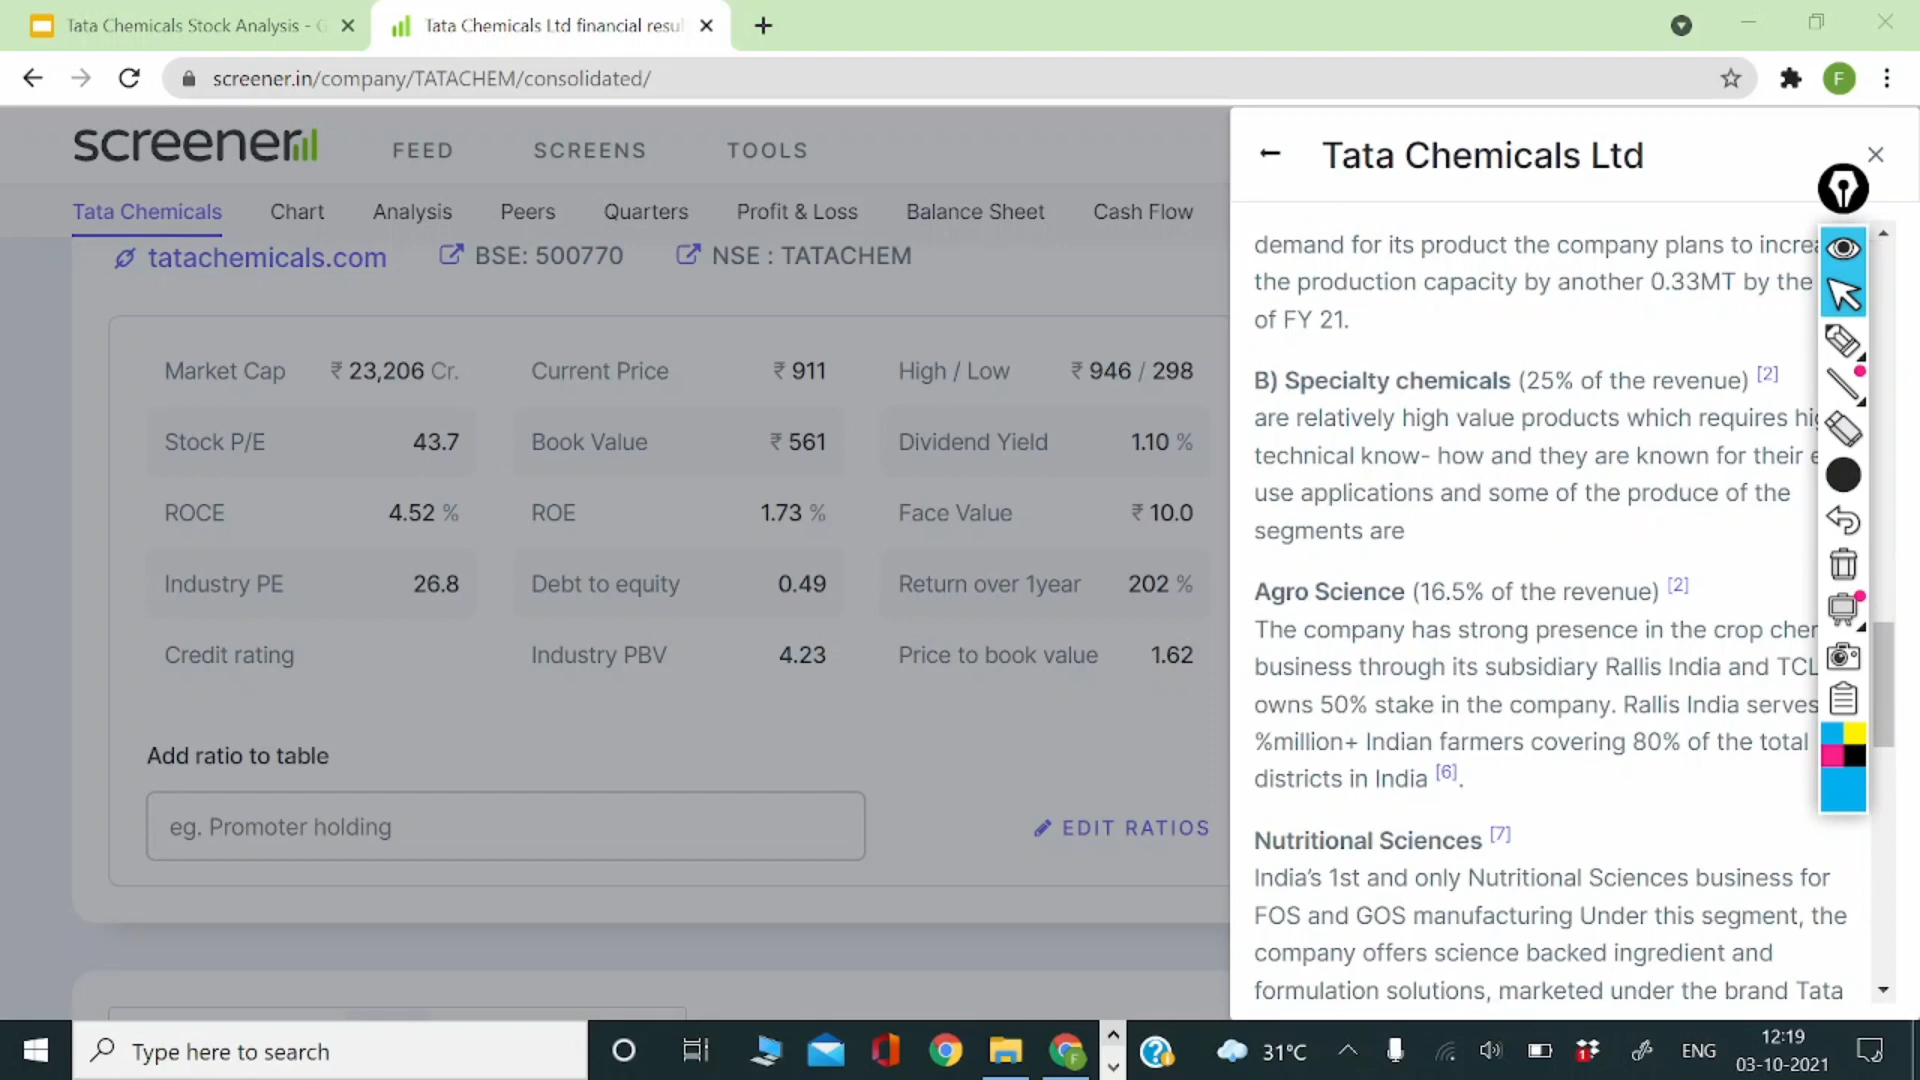 Tata Chemicals Stock Analysis - G
Tata Chemicals Ltd financial resul
screener.in/company/TATACHEM/consolidated/
F
screener
FEED SCREENS TOOLS
Tata Chemicals Chart Analysis Peers Quarters Profit & Loss Balance Sheet Cash Flow
tatachemicals.com BSE: 500770 NSE : TATACHEM
Market Cap ₹ 23,206 Cr. Current Price ₹ 911 High / Low ₹ 946 / 298
Stock P/E 43.7 Book Value ₹ 561 Dividend Yield 1.10 %
ROCE 4.52 % ROE 1.73 % Face Value ₹ 10.0
Industry PE 26.8 Debt to equity 0.49 Return over 1year 202 %
Credit rating Industry PBV 4.23 Price to book value 1.62
Add ratio to table
eg. Promoter holding
EDIT RATIOS
Tata Chemicals Ltd
demand for its product the company plans to increa
the production capacity by another 0.33MT by the
of FY 21.
B) Specialty chemicals (25% of the revenue) [2]
are relatively high value products which requires hig
technical know- how and they are known for their e
use applications and some of the produce of the
segments are
Agro Science (16.5% of the revenue) [2]
The company has strong presence in the crop chem
business through its subsidiary Rallis India and TCL
owns 50% stake in the company. Rallis India serves
%million+ Indian farmers covering 80% of the total
districts in India [6].
Nutritional Sciences [7]
India's 1st and only Nutritional Sciences business for
FOS and GOS manufacturing Under this segment, the
company offers science backed ingredient and
formulation solutions, marketed under the brand Tata
Type here to search
F
1
31°C
ENG
12:19
03-10-2021